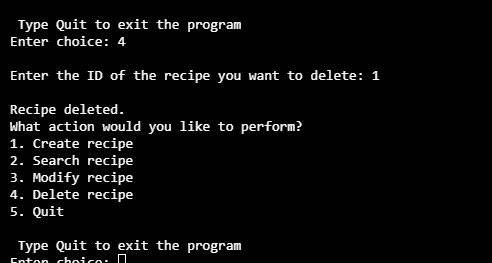 Type Quit to exit the program
Enter choice: 4
Enter the ID of the recipe you want to delete: 1
Recipe deleted.
What action would you like to perform?
1. Create recipe
2. Search recipe
3. Modify recipe
4. Delete recipe
5. Quit
Type Quit to exit the program
Enter choice: